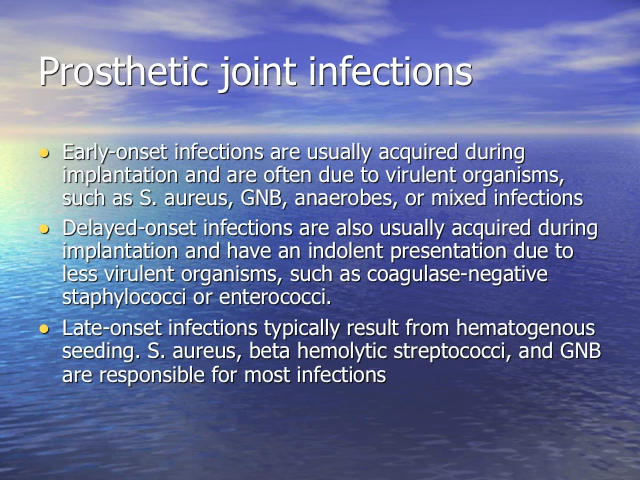 Prosthetic joint infections
• Early-onset infections are usually acquired during
implantation and are often due to virulent organisms,
such as S. aureus, GNB, anaerobes, or mixed infections
• Delayed-onset infections are also usually acquired during
implantation and have an indolent presentation due to
less virulent organisms, such as coagulase-negative
staphylococci or enterococci.
• Late-onset infections typically result from hematogenous
seeding. S. aureus, beta hemolytic streptococci, and GNB
are responsible for most infections